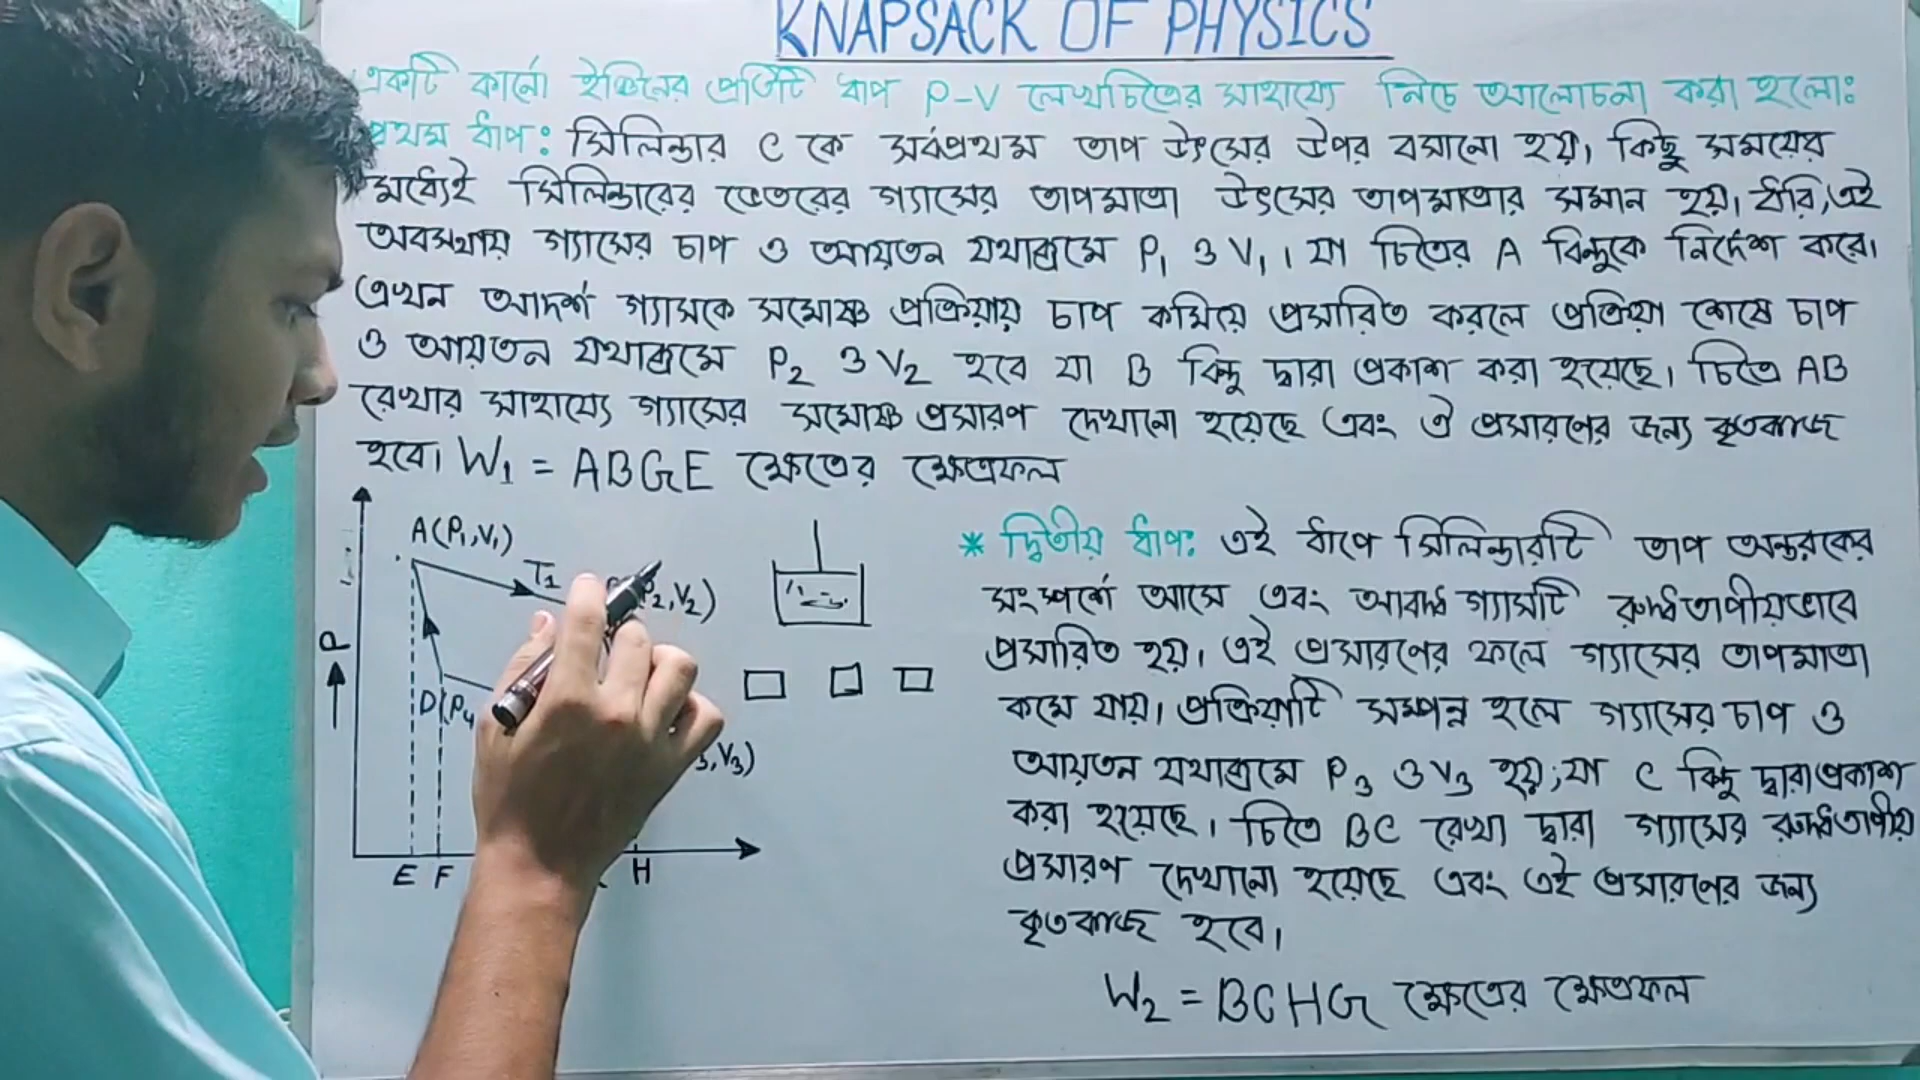 KNAPSACK OF PHYSICS
একটি কার্নো ইঞ্জিনের প্রতিটি ধাপ P-V লেখচিত্রের সাহায্যে নিচে আলোচনা করা হলোঃ
প্রথম ধাপ: সিলিন্ডার C কে সর্বপ্রথম তাপ উৎসের উপর বসানো হয়। কিছু সময়ের
মধ্যেই সিলিন্ডারের ভেতরের গ্যাসের তাপমাত্রা উৎসের তাপমাত্রার সমান হয়। ধরি, এই
অবস্থায় গ্যাসের চাপ ও আয়তন যথাক্রমে P₁ ও V₁। যা চিত্রের A বিন্দুকে নির্দেশ করে।
এখন আদর্শ গ্যাসকে সমোষ্ণ প্রক্রিয়ায় চাপ কমিয়ে প্রসারিত করলে প্রক্রিয়া শেষে চাপ
ও আয়তন যথাক্রমে P₂ ও V₂ হবে যা B বিন্দু দ্বারা প্রকাশ করা হয়েছে। চিত্রে AB
রেখার সাহায্যে গ্যাসের সমোষ্ণ প্রসারণ দেখানো হয়েছে এবং ঐ প্রসারণের জন্য কৃতকাজ
হবে। W₁ = ABGE ক্ষেত্রের ক্ষেত্রফল
A(P₁,V₁)
T₁
P₂,V₂)
P
D(P₄
₃,V₃)
E F H
* দ্বিতীয় ধাপ: এই ধাপে সিলিন্ডারটি তাপ অন্তরকের
সংস্পর্শে আসে এবং আবদ্ধ গ্যাসটি রুদ্ধতাপীয়ভাবে
প্রসারিত হয়। এই প্রসারণের ফলে গ্যাসের তাপমাত্রা
কমে যায়। প্রক্রিয়াটি সম্পন্ন হলে গ্যাসের চাপ ও
আয়তন যথাক্রমে P₃ ও V₃ হয়; যা C বিন্দু দ্বারা প্রকাশ
করা হয়েছে। চিত্রে BC রেখা দ্বারা গ্যাসের রুদ্ধতাপীয়
প্রসারণ দেখানো হয়েছে এবং এই প্রসারণের জন্য
কৃতকাজ হবে।
W₂ = BCHG ক্ষেত্রের ক্ষেত্রফল